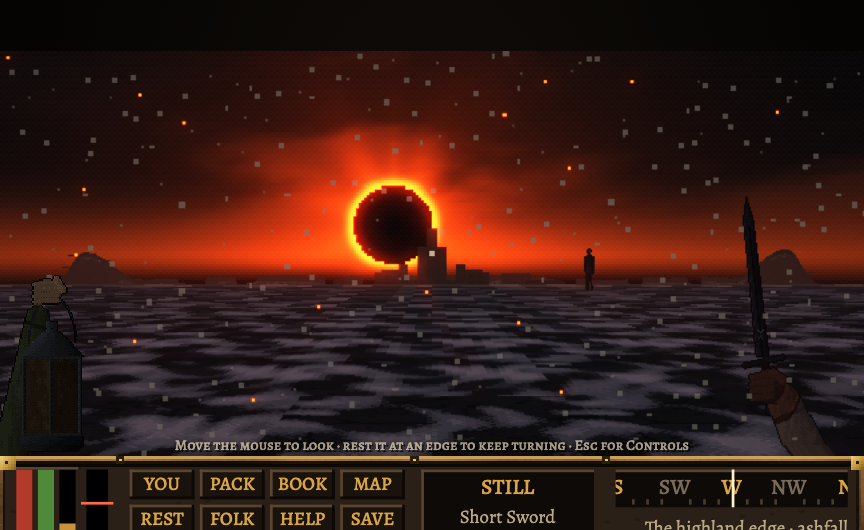 Move the mouse to look · rest it at an edge to keep turning · Esc for Controls
YOU PACK BOOK MAP
REST FOLK HELP SAVE
STILL
Short Sword
S SW W NW N
The highland edge · ashfall